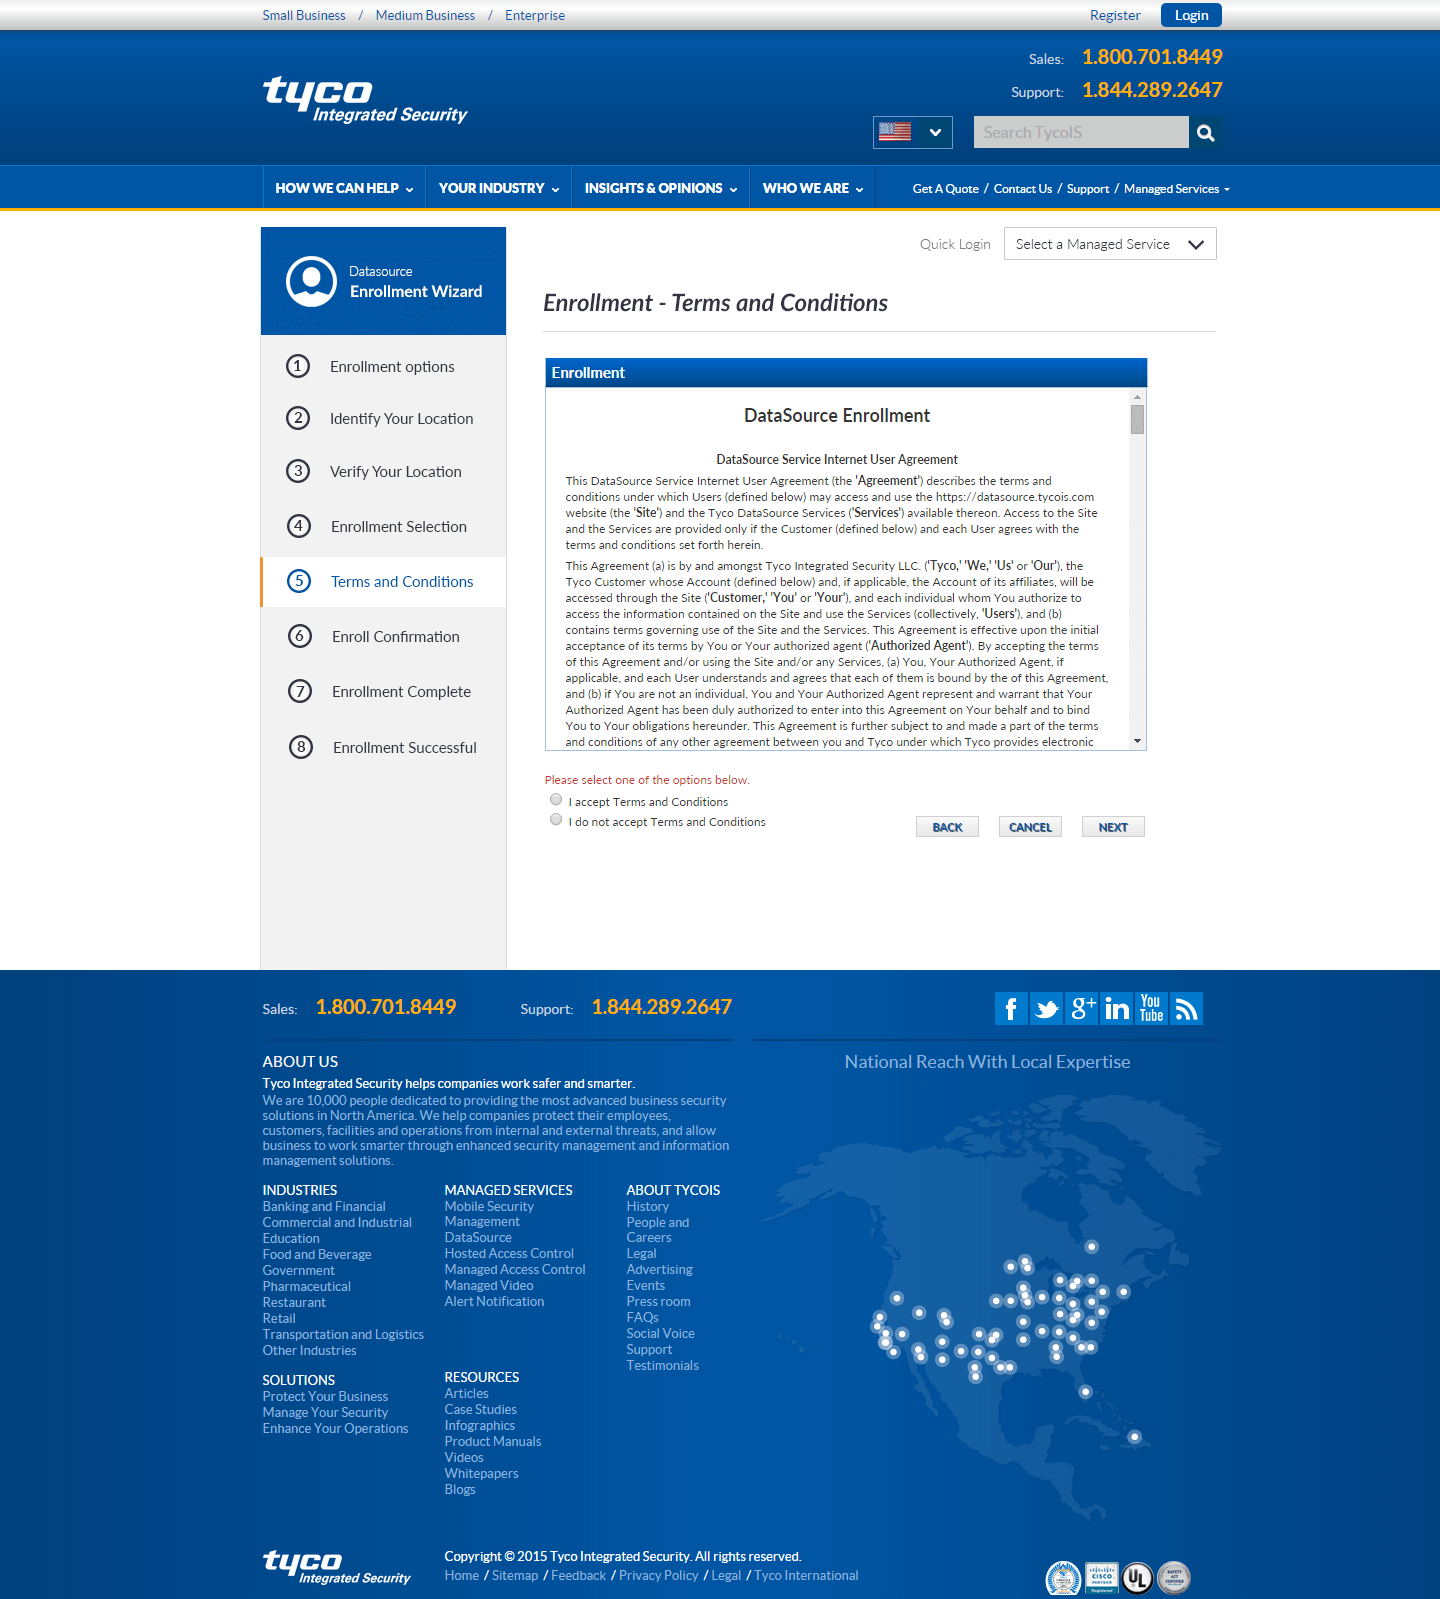 Small Business / Medium Business / Enterprise
Register Login
Sales: 1.800.701.8449
Support: 1.844.289.2647
tyco
Integrated Security
Search TycoIS
HOW WE CAN HELP YOUR INDUSTRY INSIGHTS & OPINIONS WHO WE ARE Get A Quote / Contact Us / Support / Managed Services
Quick Login Select a Managed Service
Datasource
Enrollment Wizard
1 Enrollment options
2 Identify Your Location
3 Verify Your Location
4 Enrollment Selection
5 Terms and Conditions
6 Enroll Confirmation
7 Enrollment Complete
8 Enrollment Successful
Enrollment - Terms and Conditions
Enrollment
DataSource Enrollment
DataSource Service Internet User Agreement
This DataSource Service Internet User Agreement (the 'Agreement') describes the terms and
conditions under which Users (defined below) may access and use the https://datasource.tycois.com
website (the 'Site') and the Tyco DataSource Services ('Services') available thereon. Access to the Site
and the Services are provided only if the Customer (defined below) and each User agrees with the
terms and conditions set forth herein.
This Agreement (a) is by and amongst Tyco Integrated Security LLC. ('Tyco,' 'We,' 'Us' or 'Our'), the
Tyco Customer whose Account (defined below) and, if applicable, the Account of its affiliates, will be
accessed through the Site ('Customer,' 'You' or 'Your'), and each individual whom You authorize to
access the information contained on the Site and use the Services (collectively, 'Users'), and (b)
contains terms governing use of the Site and the Services. This Agreement is effective upon the initial
acceptance of its terms by You or Your authorized agent ('Authorized Agent'). By accepting the terms
of this Agreement and/or using the Site and/or any Services, (a) You, Your Authorized Agent, if
applicable, and each User understands and agrees that each of them is bound by the of this Agreement,
and (b) if You are not an individual, You and Your Authorized Agent represent and warrant that Your
Authorized Agent has been duly authorized to enter into this Agreement on Your behalf and to bind
You to Your obligations hereunder. This Agreement is further subject to and made a part of the terms
and conditions of any other agreement between you and Tyco under which Tyco provides electronic
Please select one of the options below.
I accept Terms and Conditions
I do not accept Terms and Conditions
BACK CANCEL NEXT
Sales: 1.800.701.8449 Support: 1.844.289.2647
f g+ in You Tube
ABOUT US
Tyco Integrated Security helps companies work safer and smarter.
We are 10,000 people dedicated to providing the most advanced business security
solutions in North America. We help companies protect their employees,
customers, facilities and operations from internal and external threats, and allow
business to work smarter through enhanced security management and information
management solutions.
National Reach With Local Expertise
INDUSTRIES
Banking and Financial
Commercial and Industrial
Education
Food and Beverage
Government
Pharmaceutical
Restaurant
Retail
Transportation and Logistics
Other Industries
SOLUTIONS
Protect Your Business
Manage Your Security
Enhance Your Operations
MANAGED SERVICES
Mobile Security
Management
DataSource
Hosted Access Control
Managed Access Control
Managed Video
Alert Notification
RESOURCES
Articles
Case Studies
Infographics
Product Manuals
Videos
Whitepapers
Blogs
ABOUT TYCOIS
History
People and
Careers
Legal
Advertising
Events
Press room
FAQs
Social Voice
Support
Testimonials
tyco
Integrated Security
Copyright © 2015 Tyco Integrated Security. All rights reserved.
Home / Sitemap / Feedback / Privacy Policy / Legal / Tyco International
CISCO
PARTNER
UL
SAFETY
ACT
CERTIFIED